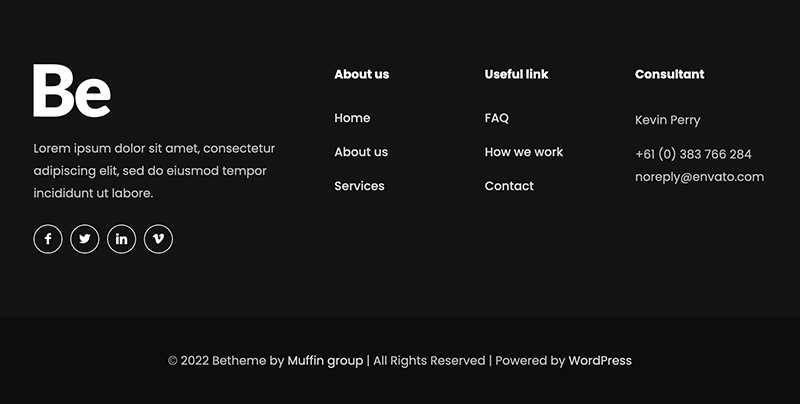 Be
Lorem ipsum dolor sit amet, consectetur
adipiscing elit, sed do eiusmod tempor
incididunt ut labore.
About us
Home
About us
Services
Useful link
FAQ
How we work
Contact
Consultant
Kevin Perry
+61 (0) 383 766 284
noreply@envato.com
© 2022 Betheme by Muffin group | All Rights Reserved | Powered by WordPress